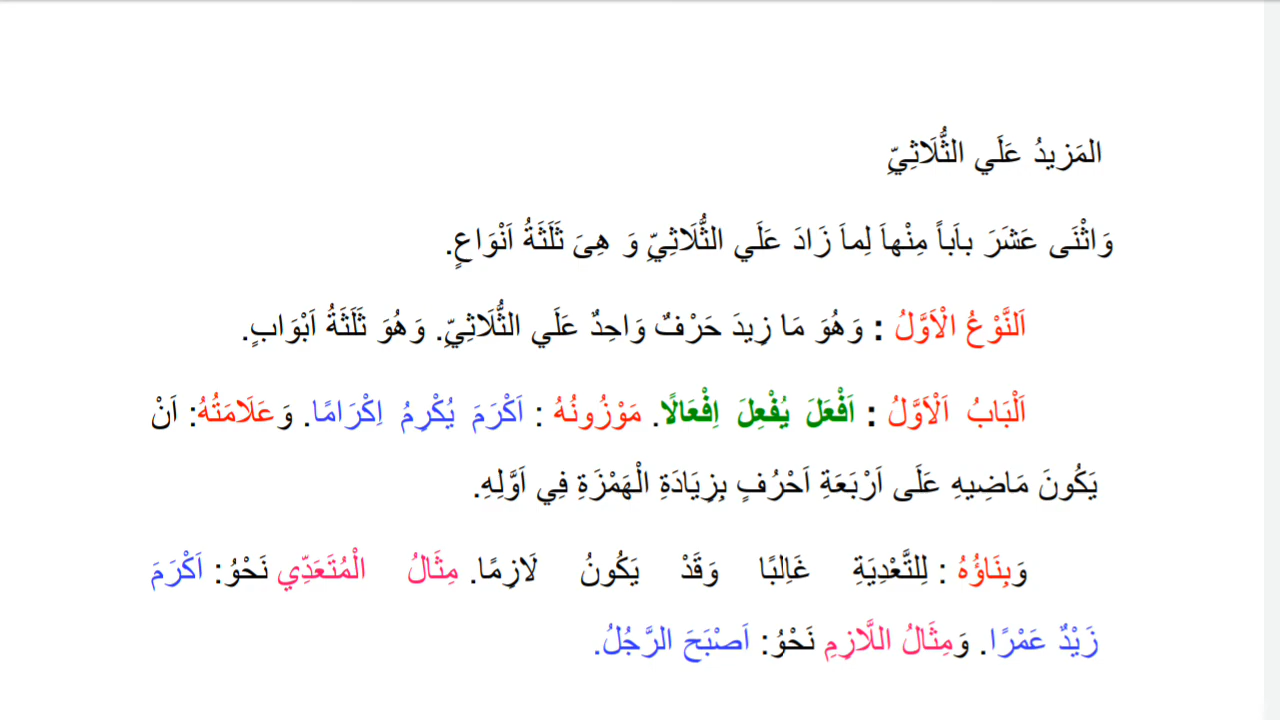 المَزيدُ عَلَي الثُّلَاثِيِّ
وَاثْنَى عَشَرَ باَباً مِنْهاَ لِماَ زَادَ عَلَي الثُّلَاثِيِّ وَ هِىَ ثَلَثَةُ اَنْوَاعٍ.
اَلنَّوْعُ الْاَوَّلُ : وَهُوَ مَا زِيدَ حَرْفٌ وَاحِدٌ عَلَي الثُّلَاثِيِّ. وَهُوَ ثَلَثَةُ اَبْوَابٍ.
اَلْبَابُ اَلْاَوَّلُ : اَفْعَلَ يُفْعِلَ اِفْعَالًا. مَوْزُونُهُ : اَكْرَمَ يُكْرِمُ اِكْرَامًا. وَعَلَامَتُهُ: اَنْ
يَكُونَ مَاضِيهِ عَلَى اَرْبَعَةِ اَحْرُفٍ بِزِيَادَةِ الْهَمْزَةِ فِي اَوَّلِهِ.
وَبِنَاؤُهُ : لِلتَّعْدِيَةِ غَالِبًا وَقَدْ يَكُونُ لَازِمًا. مِثَالُ الْمُتَعَدِّي نَحْوُ: اَكْرَمَ
زَيْدٌ عَمْرًا. وَمِثَالُ اللَّازِمِ نَحْوُ: اَصْبَحَ الرَّجُلُ.